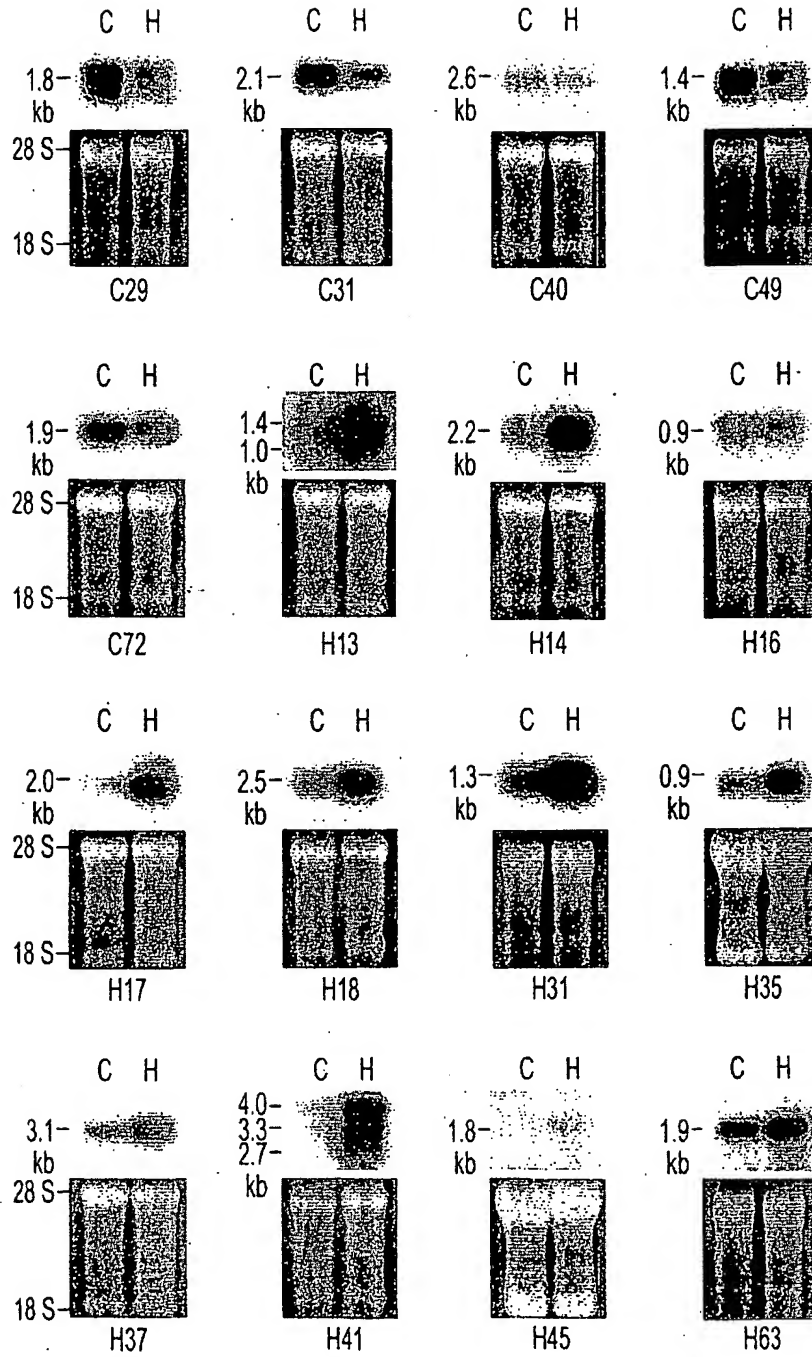 C H C H C H C H
1.8 2.1 2.6 1.4
kb kb kb kb
28 S
18 S
C29 C31 C40 C49
C H C H C H C H
1.9 1.4 2.2 0.9
1.0
kb kb kb kb
28 S
18 S
C72 H13 H14 H16
C H C H C H C H
2.0 2.5 1.3 0.9
kb kb kb kb
28 S
18 S
H17 H18 H31 H35
C H C H C H C H
4.0
3.1 3.3 1.8 1.9
2.7
kb kb kb kb
28 S
18 S
H37 H41 H45 H63